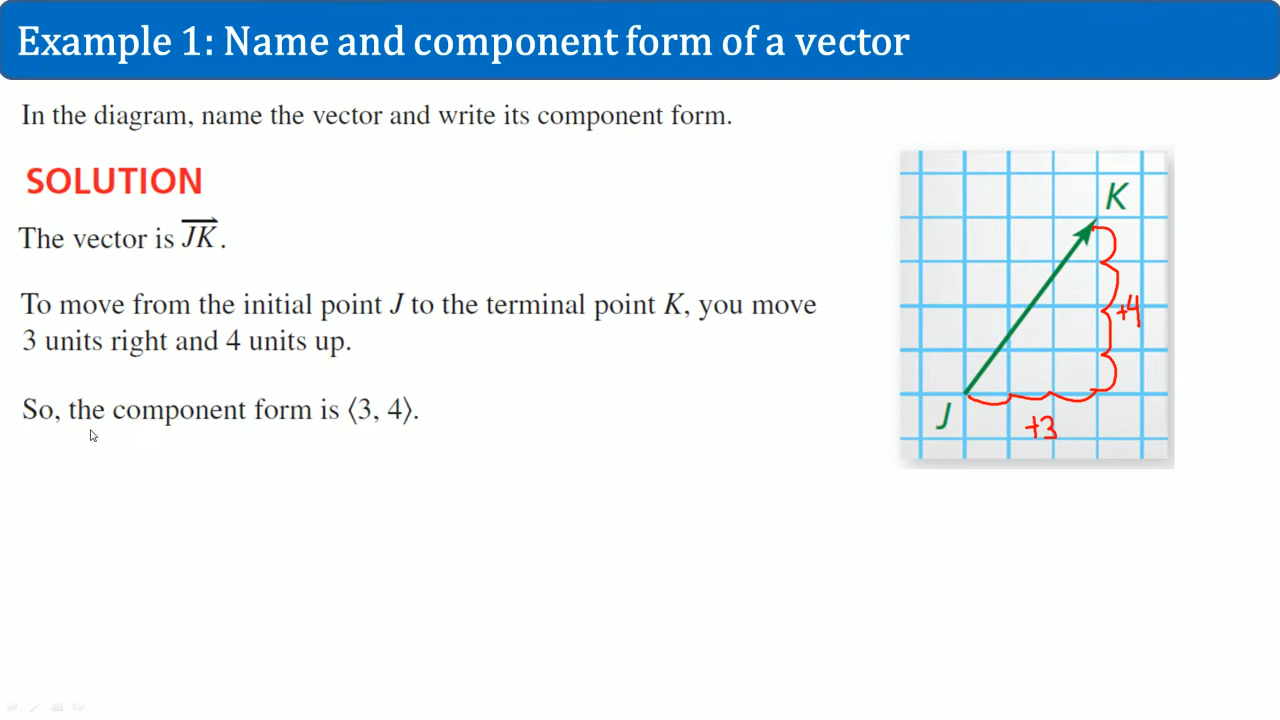 Example 1: Name and component form of a vector
In the diagram, name the vector and write its component form.
SOLUTION
The vector is \overrightarrow{JK}.
To move from the initial point J to the terminal point K, you move
3 units right and 4 units up.
So, the component form is ⟨3, 4⟩.
K
+4
J
+3